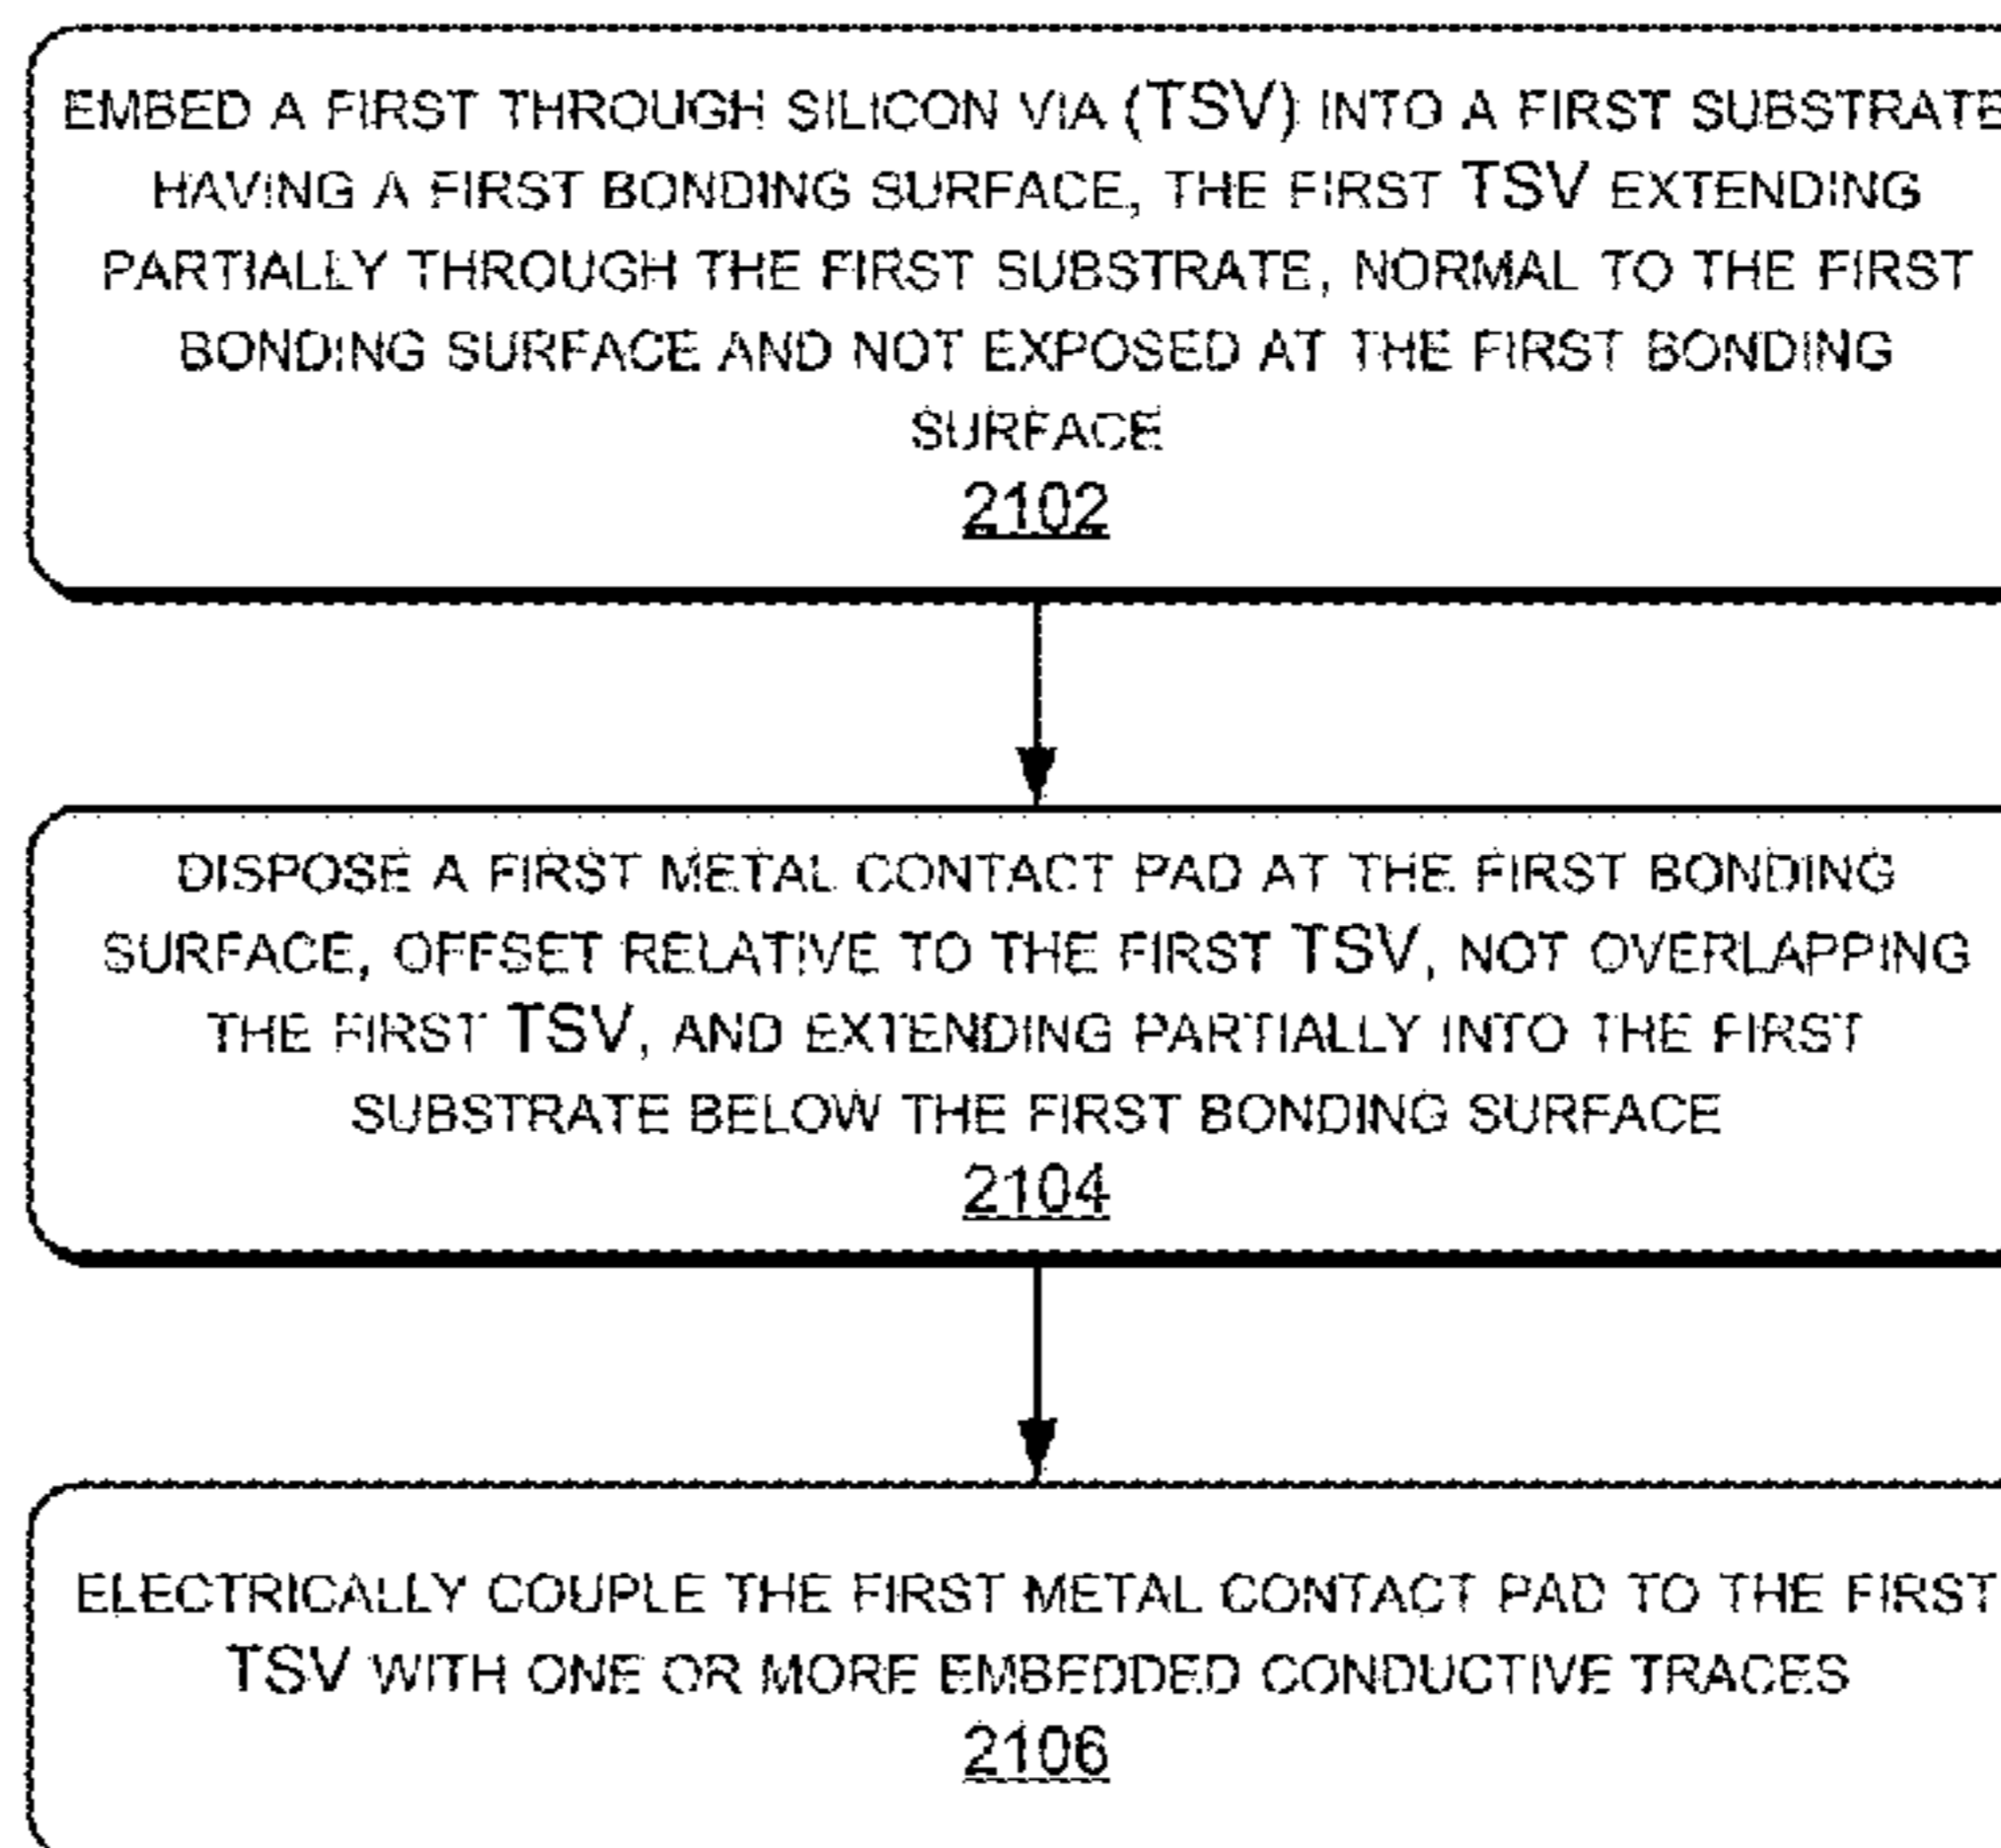 EMBED A FIRST THROUGH SILICON VIA (TSV) INTO A FIRST SUBSTRATE
HAVING A FIRST BONDING SURFACE, THE FIRST TSV EXTENDING
PARTIALLY THROUGH THE FIRST SUBSTRATE, NORMAL TO THE FIRST
BONDING SURFACE AND NOT EXPOSED AT THE FIRST BONDING
SURFACE
2102
DISPOSE A FIRST METAL CONTACT PAD AT THE FIRST BONDING
SURFACE, OFFSET RELATIVE TO THE FIRST TSV, NOT OVERLAPPING
THE FIRST TSV, AND EXTENDING PARTIALLY INTO THE FIRST
SUBSTRATE BELOW THE FIRST BONDING SURFACE
2104
ELECTRICALLY COUPLE THE FIRST METAL CONTACT PAD TO THE FIRST
TSV WITH ONE OR MORE EMBEDDED CONDUCTIVE TRACES
2106